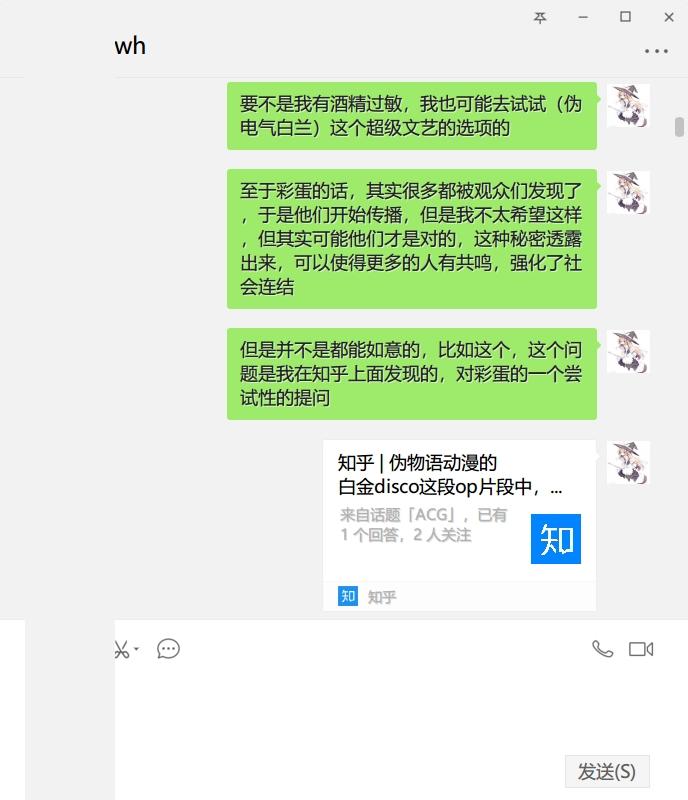 wh
要不是我有酒精过敏，我也可能去试试（伪
电气白兰）这个超级文艺的选项的
至于彩蛋的话，其实很多都被观众们发现了
，于是他们开始传播，但是我不太希望这样
，但其实可能他们才是对的，这种秘密透露
出来，可以使得更多的人有共鸣，强化了社
会连结
但是并不是都能如意的，比如这个，这个问
题是我在知乎上面发现的，对彩蛋的一个尝
试性的提问
知乎 | 伪物语动漫的
白金disco这段op片段中，...
来自话题「ACG」，已有
1 个回答，2 人关注
知
知 知乎
发送(S)